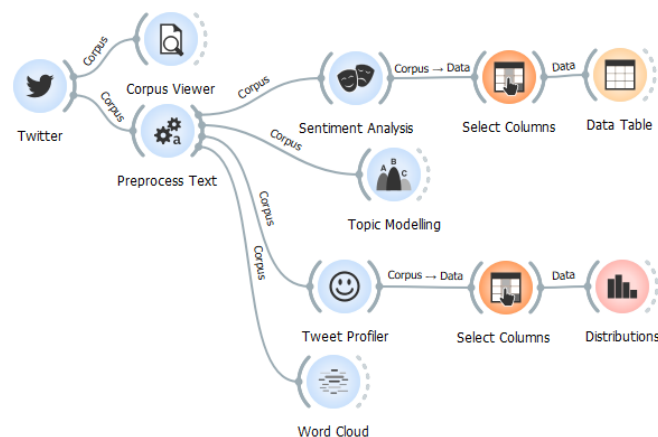 Corpus
Corpus Viewer
Twitter
Corpus
a
Preprocess Text
Corpus
Sentiment Analysis
Corpus → Data
Select Columns
Data
Data Table
Corpus
A B C
Topic Modelling
Corpus
Tweet Profiler
Corpus → Data
Select Columns
Data
Distributions
Corpus
Word Cloud